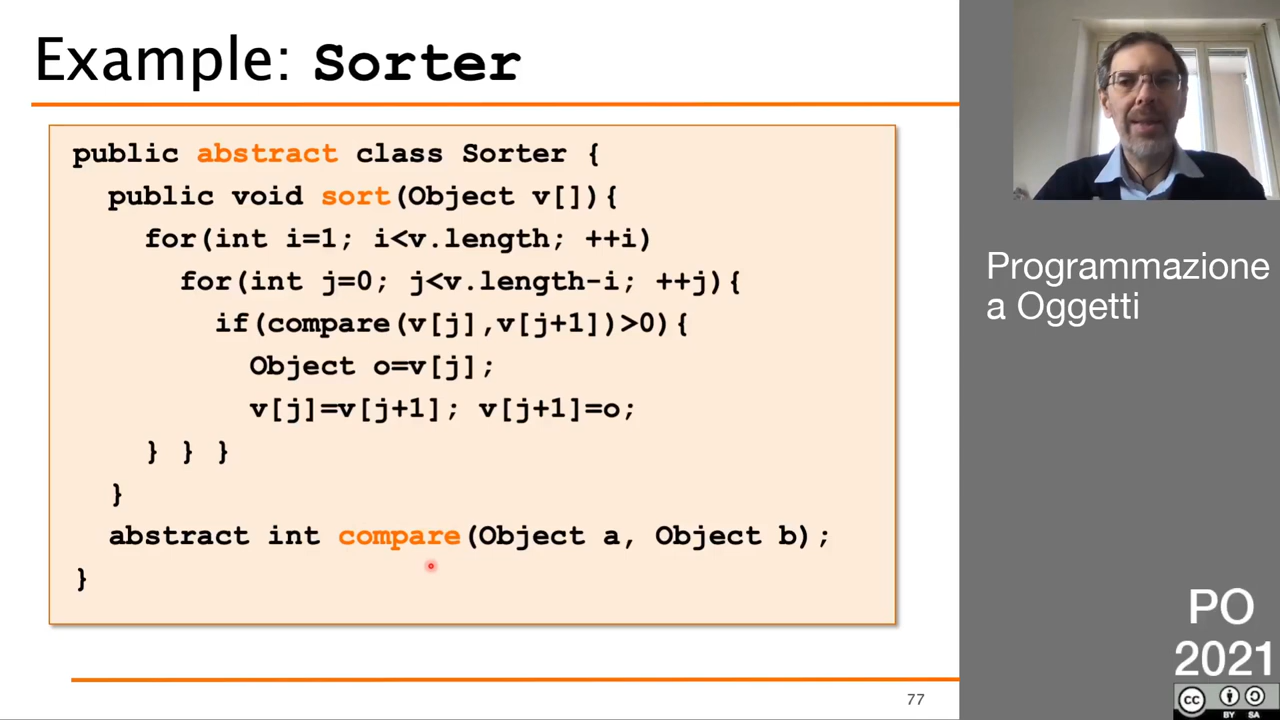 Example: Sorter
public abstract class Sorter {
public void sort(Object v[]){
for(int i=1; i<v.length; ++i)
for(int j=0; j<v.length-i; ++j){
if(compare(v[j],v[j+1])>0){
Object o=v[j];
v[j]=v[j+1]; v[j+1]=o;
} } }
}
abstract int compare(Object a, Object b);
}
77
Programmazione
a Oggetti
PO
2021
cc
BY SA